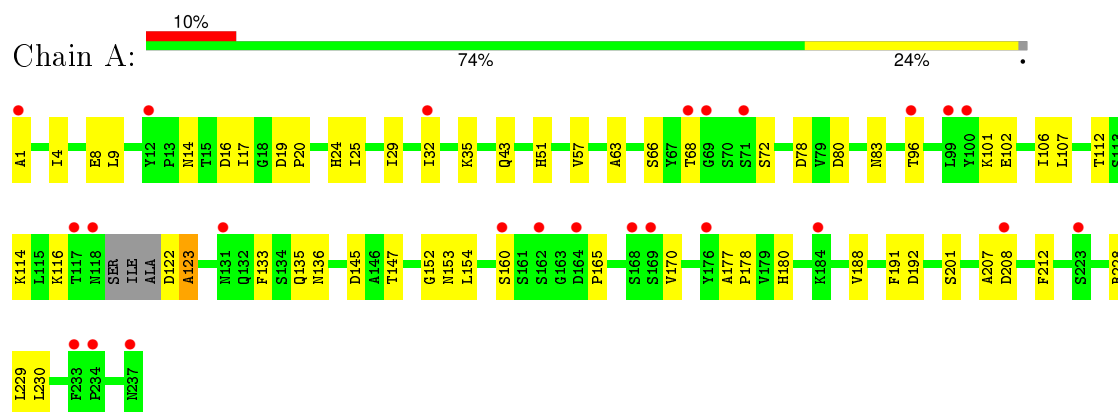 10%
Chain A:
74% 24% •
A1 I4 E8 L9 Y12 P13 N14 T15 D16 I17 G18 D19 P20 H24 I25 I29 I32 K35 Q43 H51 V57 A63 S66 Y67 T68 G69 S70 S71 S72 D78 V79 D80 N83 T96 L99 Y100 K101 E102 I106 L107 T112 S113
K114 L115 K116 T117 N118 SER ILE ALA D122 A123 N131 Q132 F133 S134 Q135 N136 D145 A146 T147 G152 N153 L154 S160 S161 S162 G163 D164 P165 S168 S169 V170 Y176 A177 P178 V179 H180 K184 V188 F191 D192 S201 A207 D208 F212 S223 R228
L229 L230 F233 P234 N237